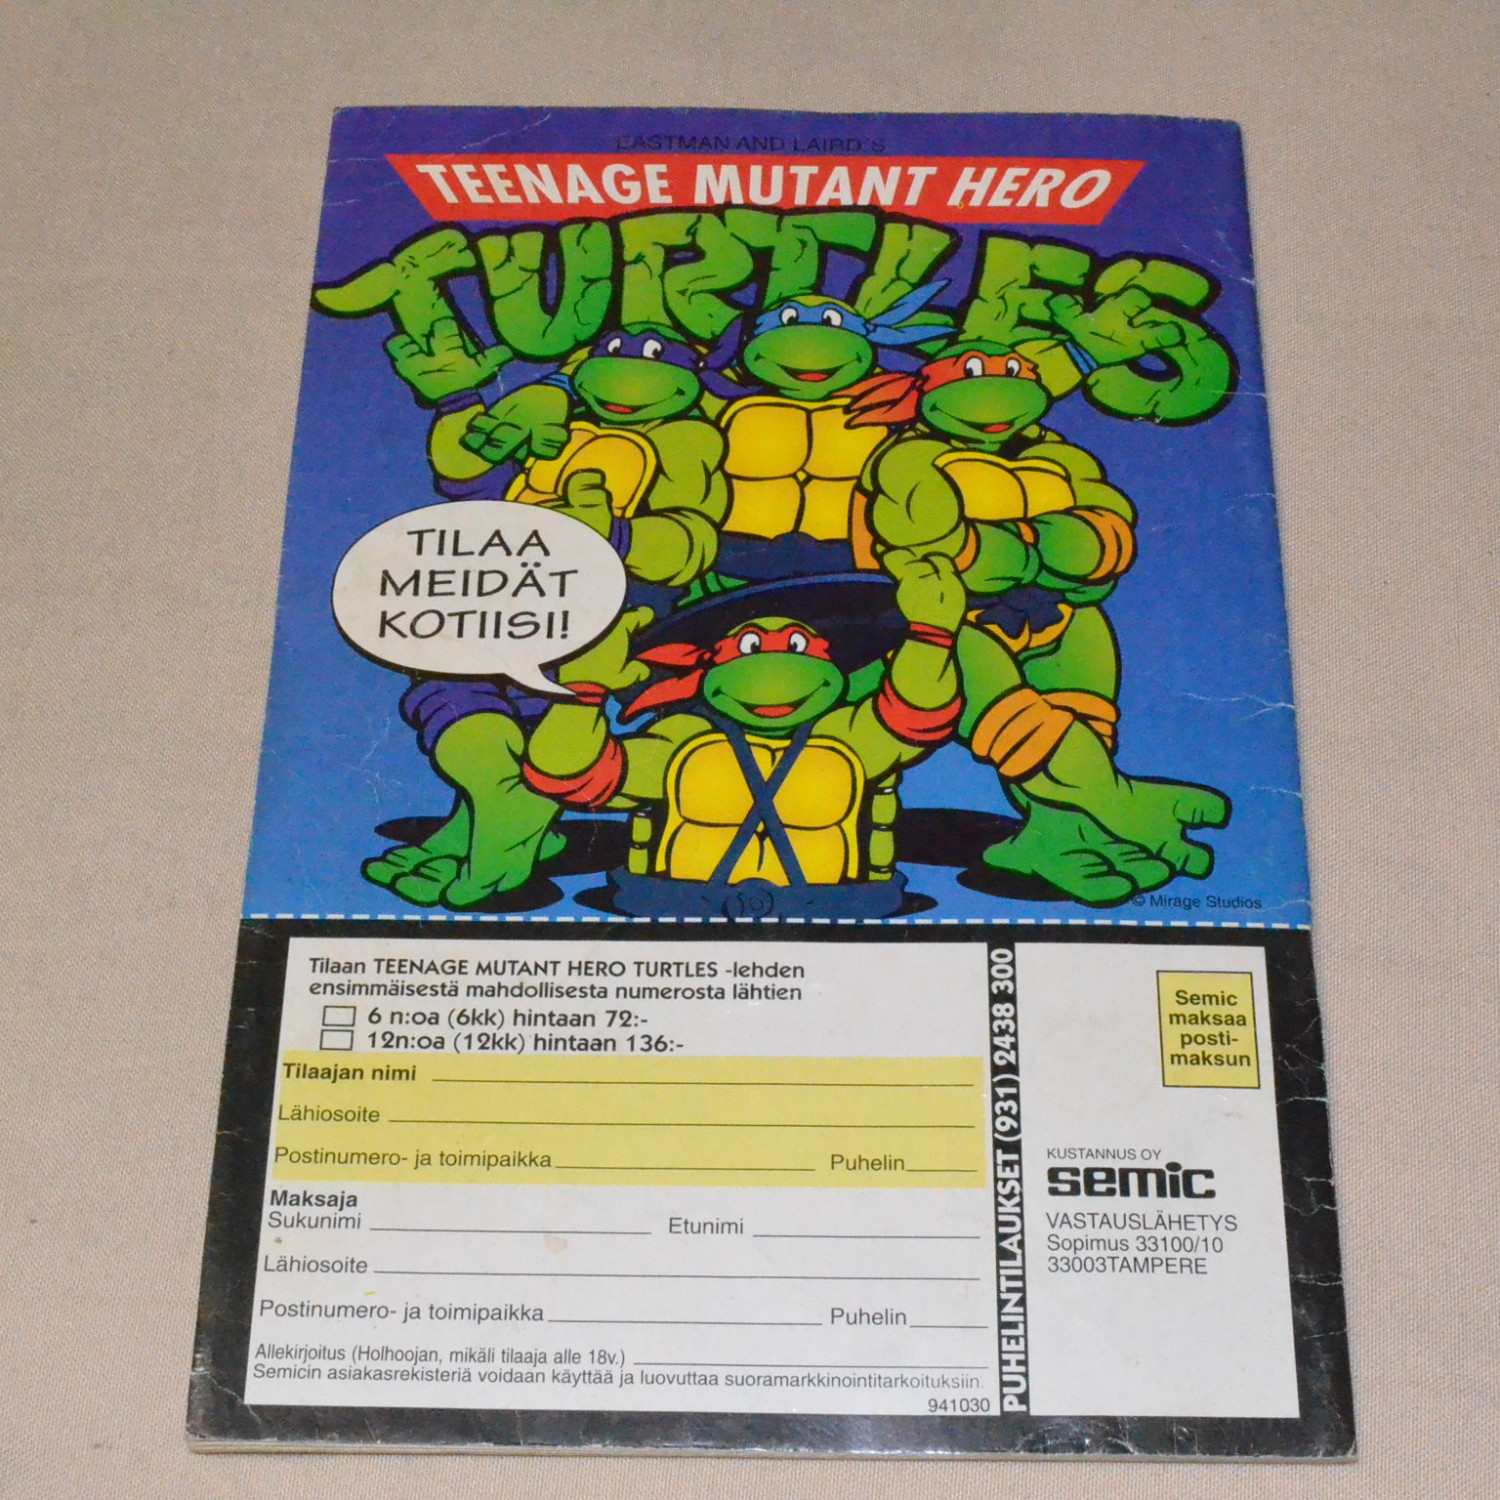 EASTMAN AND LAIRD'S
TEENAGE MUTANT HERO
TURTLES
TILAA
MEIDÄT
KOTIISI!
© Mirage Studios
Tilaan TEENAGE MUTANT HERO TURTLES -lehden
ensimmäisestä mahdollisesta numerosta lähtien
6 n:oa (6kk) hintaan 72:-
12n:oa (12kk) hintaan 136:-
Tilaajan nimi
Lähiosoite
Postinumero- ja toimipaikka Puhelin
Maksaja
Sukunimi Etunimi
Lähiosoite
Postinumero- ja toimipaikka Puhelin
Allekirjoitus (Holhoojan, mikäli tilaaja alle 18v.)
Semicin asiakasrekisteriä voidaan käyttää ja luovuttaa suoramarkkinointitarkoituksiin.
941030
PUHELINTILAUKSET (931) 2438 300
Semic
maksaa
posti-
maksun
KUSTANNUS OY
semic
VASTAUSLÄHETYS
Sopimus 33100/10
33003TAMPERE